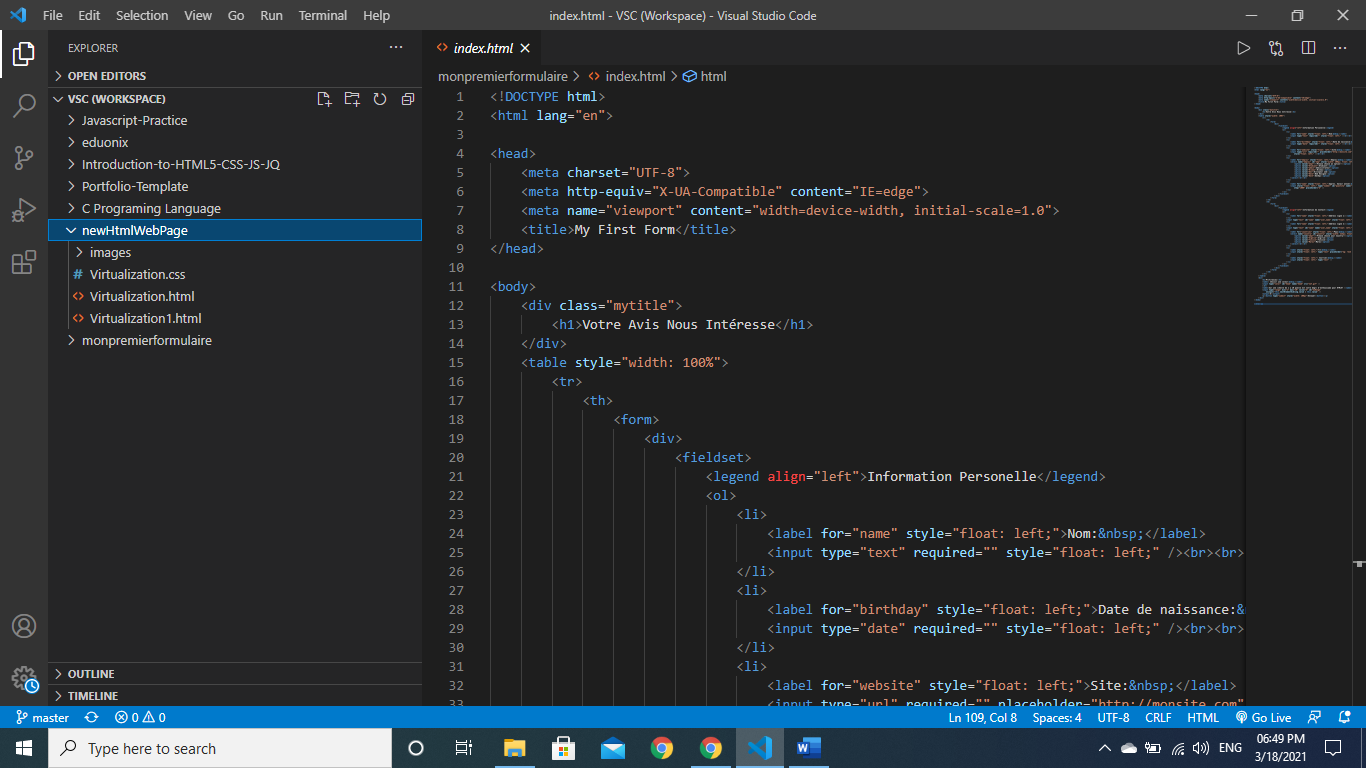 File Edit Selection View Go Run Terminal Help index.html - VSC (Workspace) - Visual Studio Code
EXPLORER
OPEN EDITORS
VSC (WORKSPACE)
Javascript-Practice
eduonix
Introduction-to-HTML5-CSS-JS-JQ
Portfolio-Template
C Programing Language
newHtmlWebPage
images
# Virtualization.css
<> Virtualization.html
<> Virtualization1.html
monpremierformulaire
OUTLINE
TIMELINE
<> index.html
monpremierformulaire > <> index.html > html
1 <!DOCTYPE html>
2 <html lang="en">
3
4 <head>
5 <meta charset="UTF-8">
6 <meta http-equiv="X-UA-Compatible" content="IE=edge">
7 <meta name="viewport" content="width=device-width, initial-scale=1.0">
8 <title>My First Form</title>
9 </head>
10
11 <body>
12 <div class="mytitle">
13 <h1>Votre Avis Nous Intéresse</h1>
14 </div>
15 <table style="width: 100%">
16 <tr>
17 <th>
18 <form>
19 <div>
20 <fieldset>
21 <legend align="left">Information Personelle</legend>
22 <ol>
23 <li>
24 <label for="name" style="float: left;">Nom:&nbsp;</label>
25 <input type="text" required="" style="float: left;" /><br><br>
26 </li>
27 <li>
28 <label for="birthday" style="float: left;">Date de naissance:&
29 <input type="date" required="" style="float: left;" /><br><br>
30 </li>
31 <li>
32 <label for="website" style="float: left;">Site:&nbsp;</label>
33 <input type="url" required="" placeholder="http://monsite.com"
master 0 0 Ln 109, Col 8 Spaces: 4 UTF-8 CRLF HTML Go Live
Type here to search
ENG
06:49 PM
3/18/2021